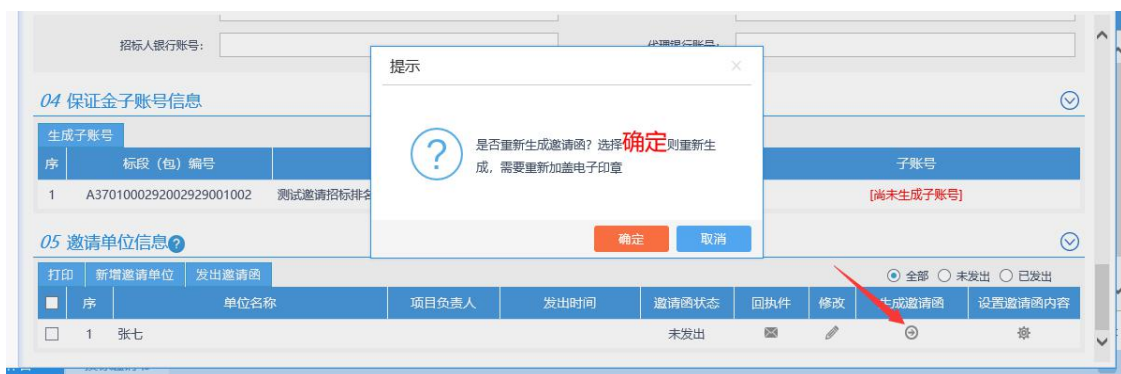 招标人银行账号：
代理银行账号：
提示
04 保证金子账号信息
生成子账号
是否重新生成邀请函？选择确定则重新生
成，需要重新加盖电子印章
序 标段（包）编号 子账号
1 A3701000292002929001002 测试邀请招标排名 [尚未生成子账号]
确定 取消
05 邀请单位信息
打印 新增邀请单位 发出邀请函 全部 未发出 已发出
序 单位名称 项目负责人 发出时间 邀请函状态 回执件 修改 生成邀请函 设置邀请函内容
1 张七 未发出